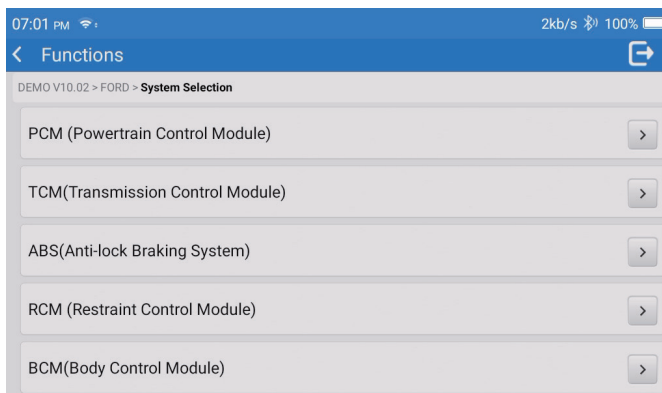 07:01 PM
2kb/s 100%
Functions
DEMO V10.02 > FORD > System Selection
PCM (Powertrain Control Module)
TCM(Transmission Control Module)
ABS(Anti-lock Braking System)
RCM (Restraint Control Module)
BCM(Body Control Module)